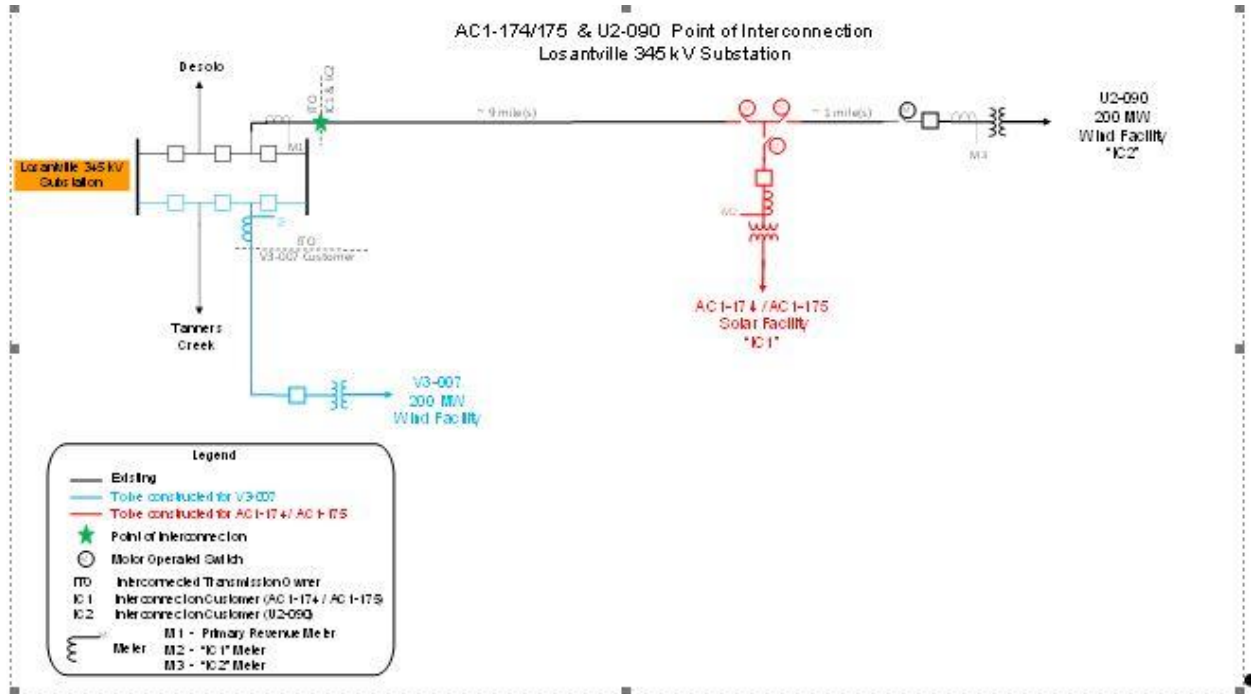 AC1-174/175 & U2-090 Point of Interconnection
Losantville 345 kV Substation
Desoto
ITO
IC1 & IC2
~ 9 mile(s)
~ 1 mile(s)
U2-090
200 MW
Wind Facility
"IC2"
M1
M3
Losantville 345 kV
Substation
M2
ITO
V3-007 Customer
AC1-174 / AC1-175
Solar Facility
"IC1"
Tanners
Creek
V3-007
200 MW
Wind Facility
Legend
Existing
To be constructed for V3-007
To be constructed for AC1-174 / AC1-175
Point of Interconnection
Motor Operated Switch
ITO Interconnected Transmission Owner
IC1 Interconnection Customer (AC1-174 / AC1-175)
IC2 Interconnection Customer (U2-090)
Meter
M1 - Primary Revenue Meter
M2 - "IC1" Meter
M3 - "IC2" Meter